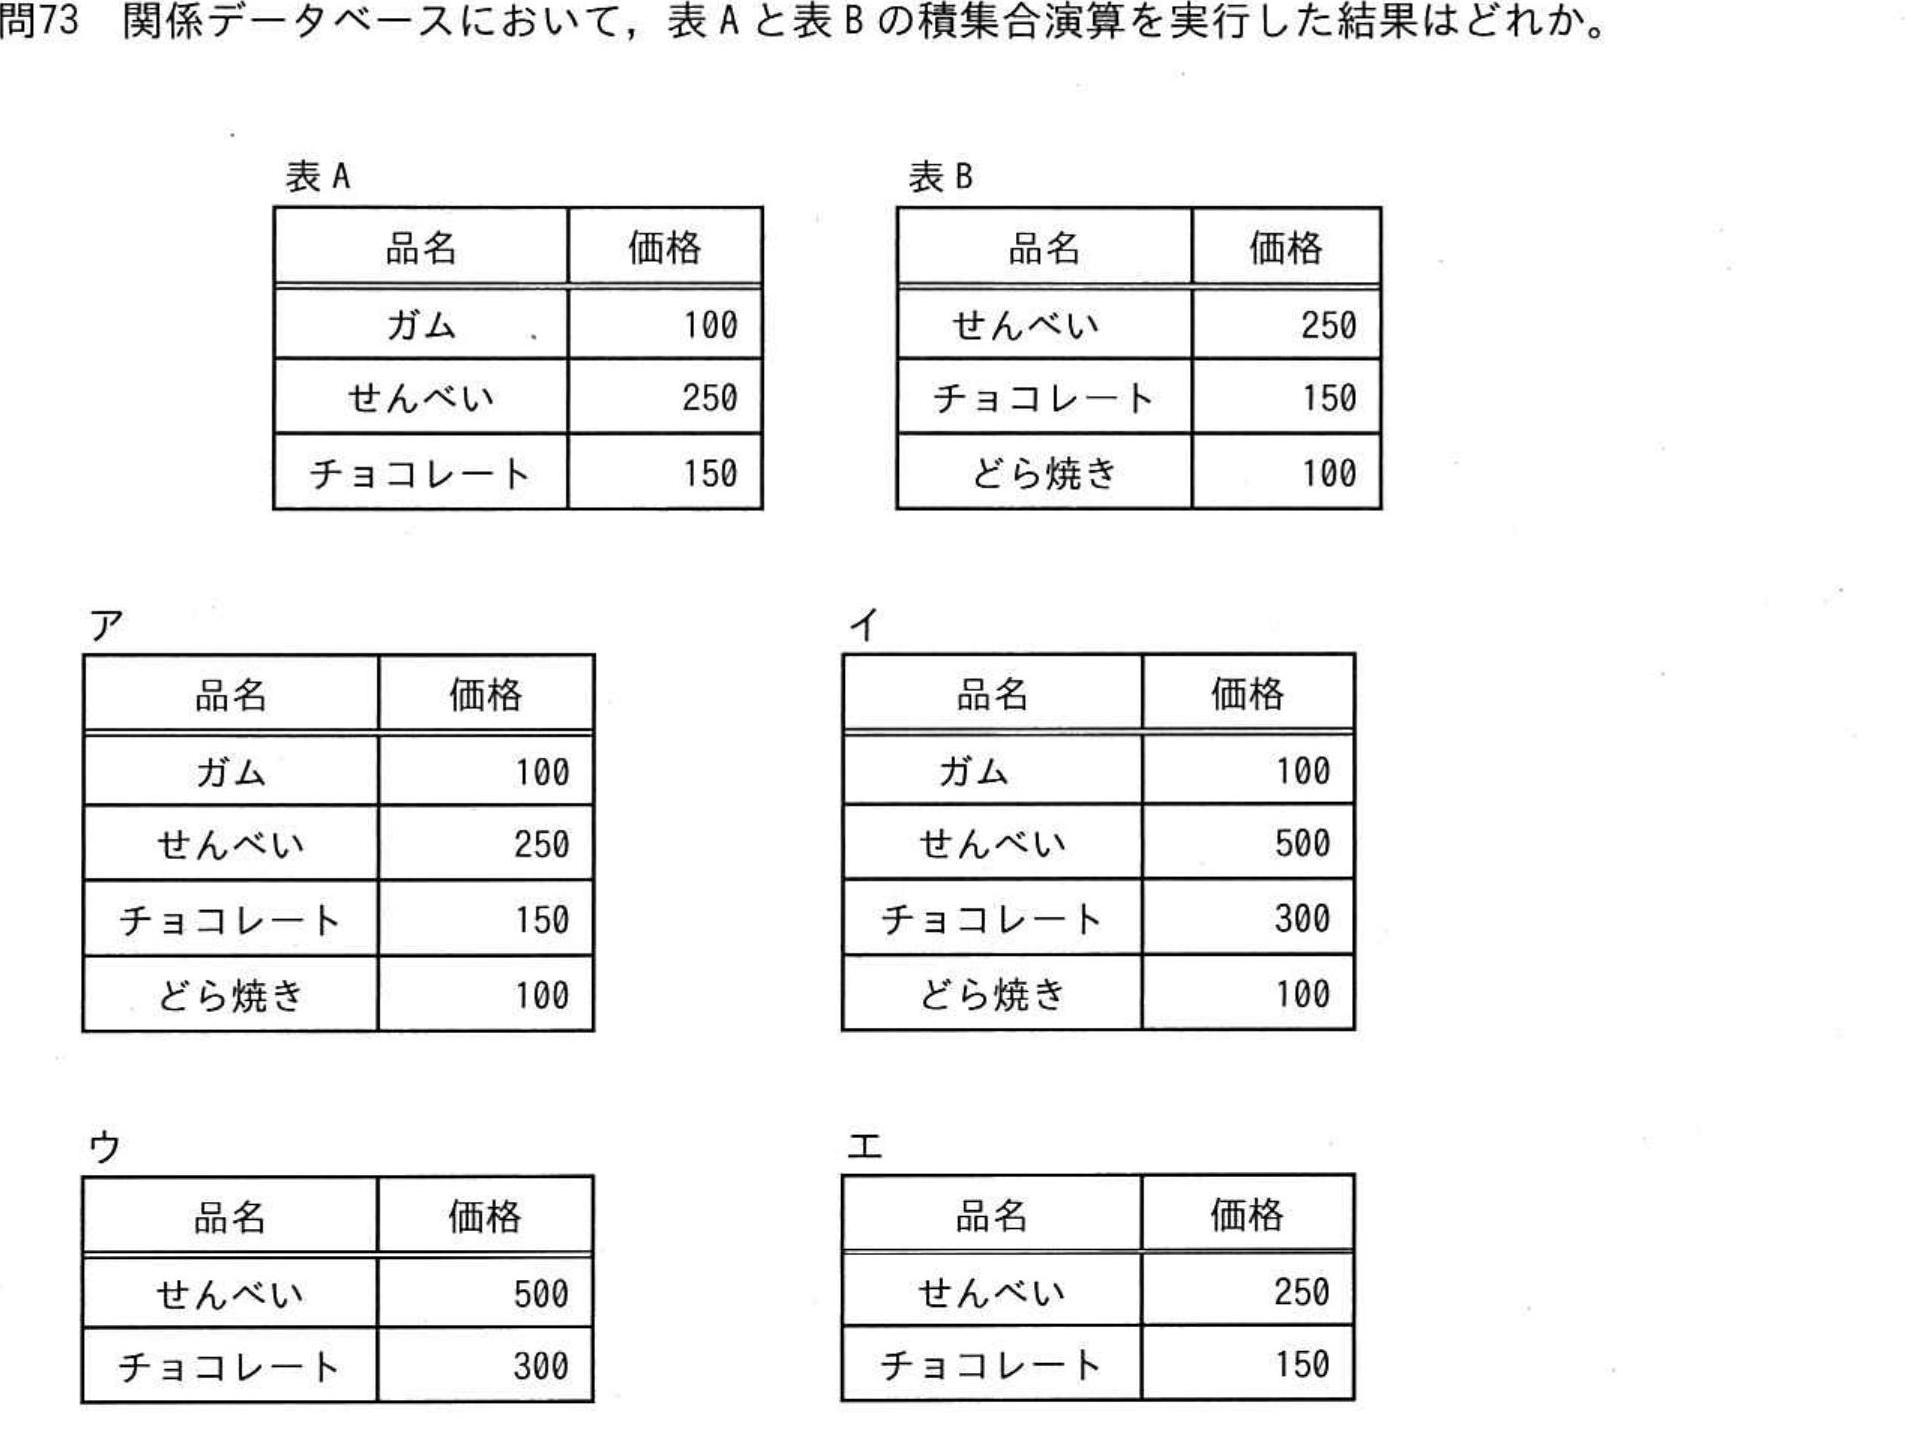 問73　関係データベースにおいて，表Aと表Bの積集合演算を実行した結果はどれか。
表A
品名 価格
ガム 100
せんべい 250
チョコレート 150
表B
品名 価格
せんべい 250
チョコレート 150
どら焼き 100
ア
品名 価格
ガム 100
せんべい 250
チョコレート 150
どら焼き 100
イ
品名 価格
ガム 100
せんべい 500
チョコレート 300
どら焼き 100
ウ
品名 価格
せんべい 500
チョコレート 300
エ
品名 価格
せんべい 250
チョコレート 150